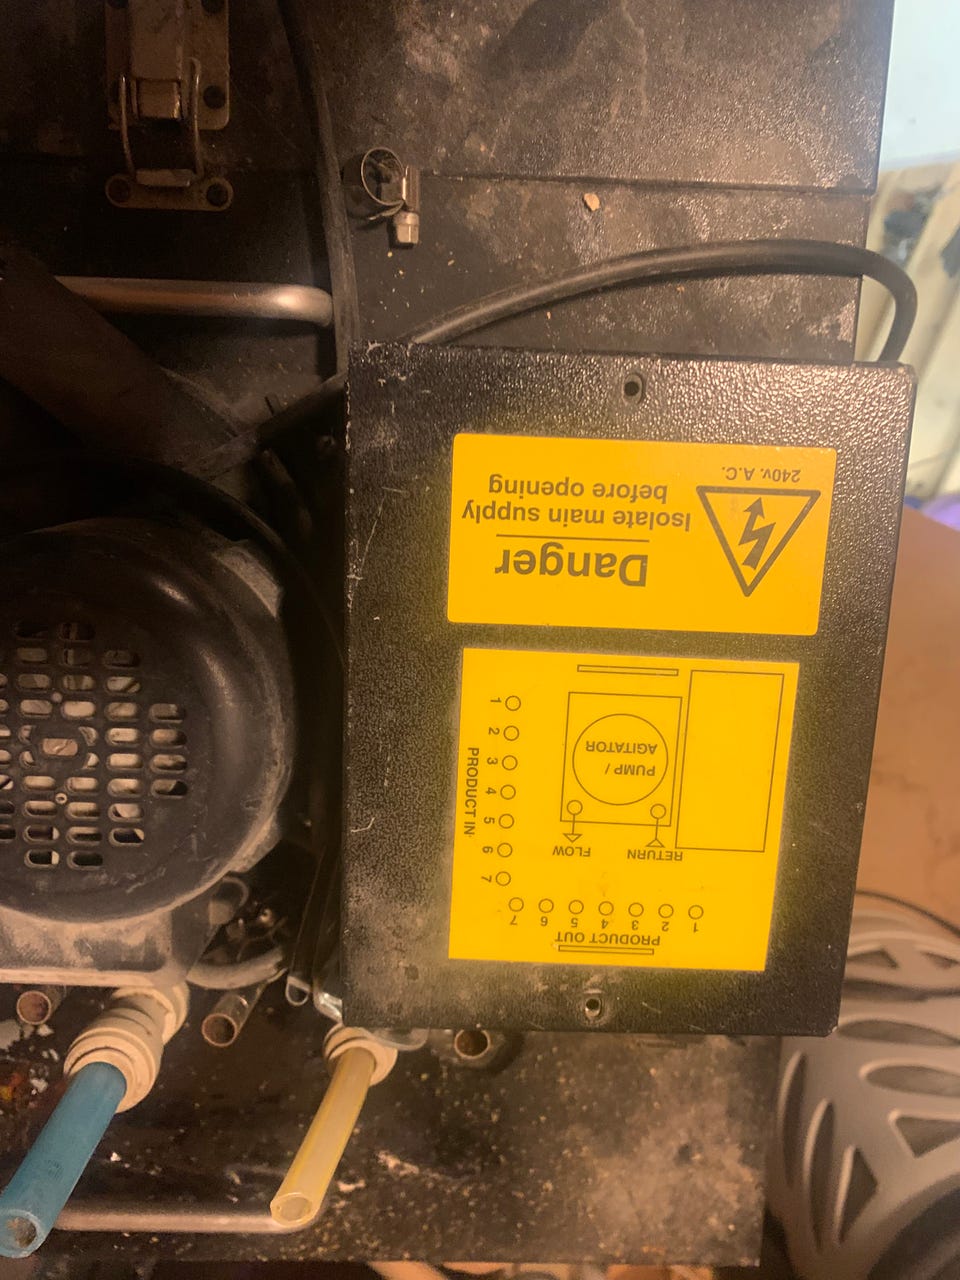 Danger
Isolate main supply
before opening
240v. A.C.
PRODUCT OUT
1 2 3 4 5 6 7
RETURN
FLOW
PUMP /
AGITATOR
PRODUCT IN
1
2
3
4
5
6
7